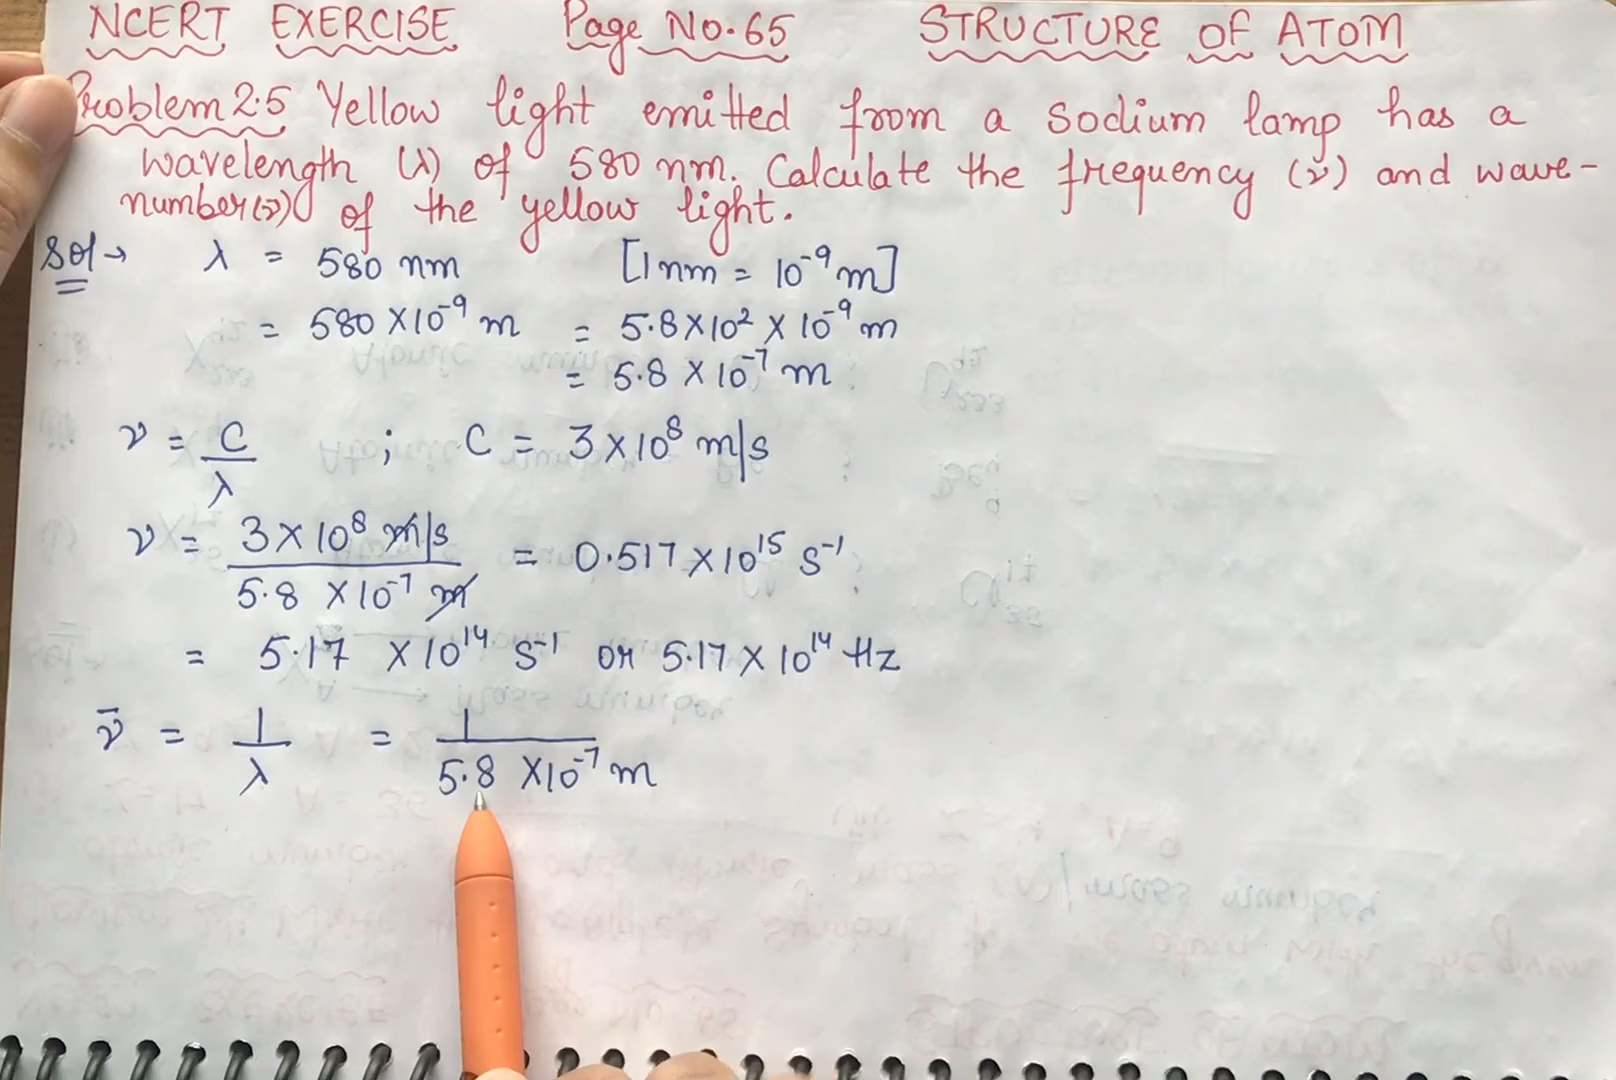 NCERT EXERCISE Page No.65 STRUCTURE OF ATOM
Problem 2.5 Yellow light emitted from a sodium lamp has a
wavelength (λ) of 580 nm. Calculate the frequency (ν) and wave-
number (ν̄) of the yellow light.
Sol→ λ = 580 nm [1 nm = 10⁻⁹ m]
= 580 × 10⁻⁹ m = 5.8 × 10² × 10⁻⁹ m
= 5.8 × 10⁻⁷ m
ν = C/λ ; C = 3 × 10⁸ m/s
ν = 3 × 10⁸ m/s / 5.8 × 10⁻⁷ m = 0.517 × 10¹⁵ s⁻¹
= 5.17 × 10¹⁴ s⁻¹ or 5.17 × 10¹⁴ Hz
ν̄ = 1/λ = 1 / 5.8 × 10⁻⁷ m